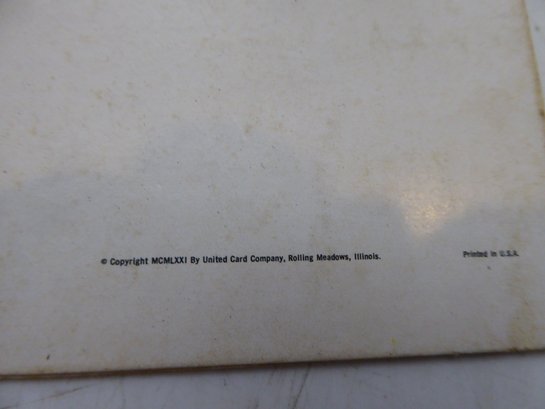 © Copyright MCMLXXI By United Card Company, Rolling Meadows, Illinois.
Printed in U.S.A.